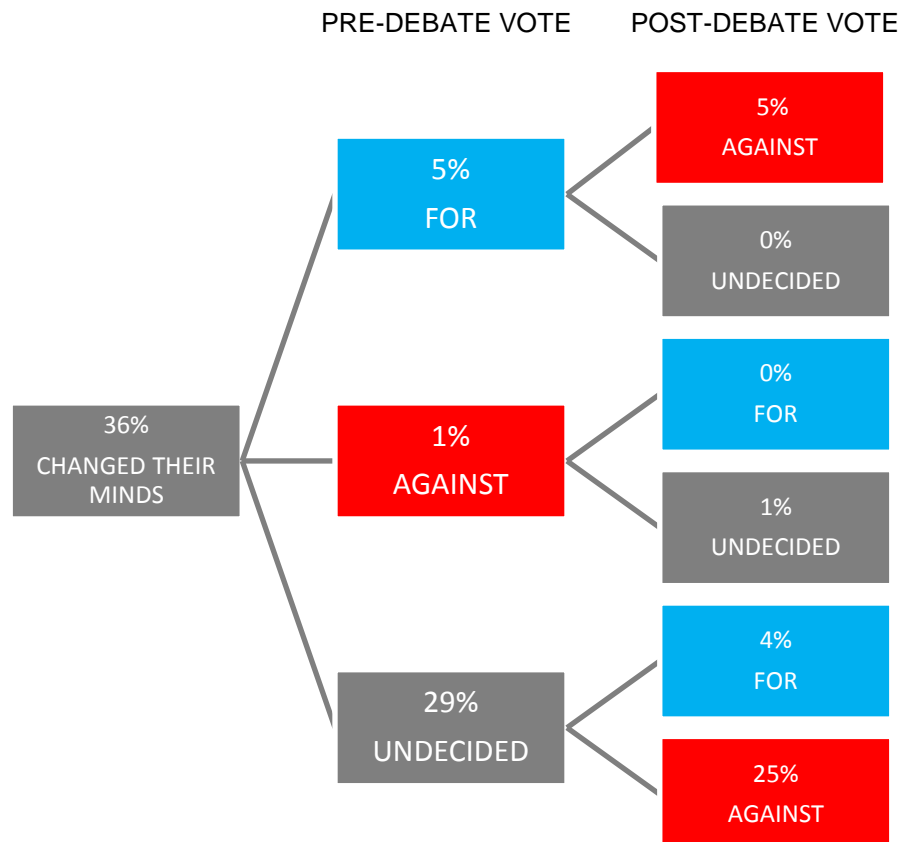 PRE-DEBATE VOTE
POST-DEBATE VOTE
5%
AGAINST
5%
FOR
0%
UNDECIDED
0%
FOR
36%
CHANGED THEIR
MINDS
1%
AGAINST
1%
UNDECIDED
4%
FOR
29%
UNDECIDED
25%
AGAINST